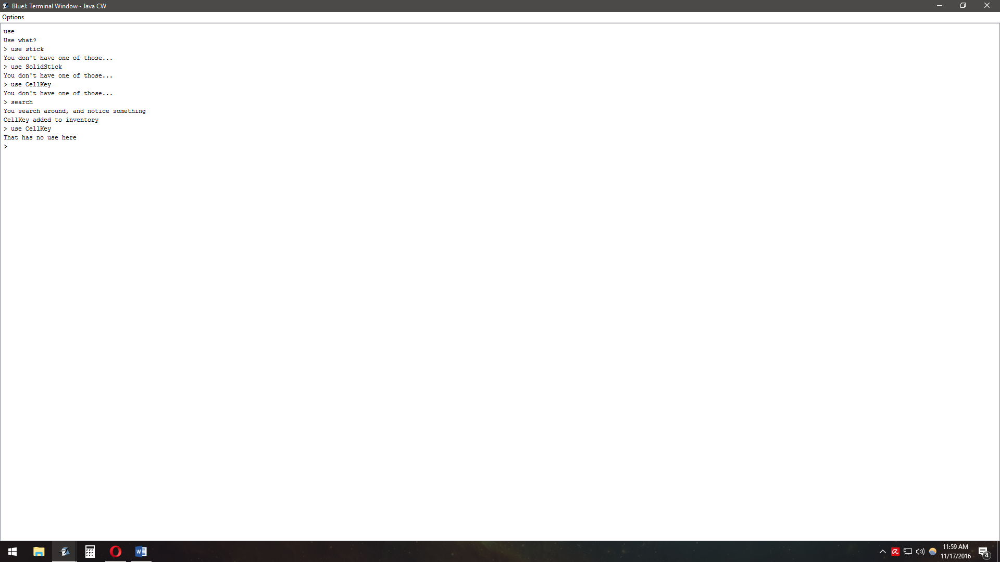 BlueJ: Terminal Window - Java CW
Options
use
Use what?
> use stick
You don't have one of those...
> use SolidStick
You don't have one of those...
> use CellKey
You don't have one of those...
> search
You search around, and notice something
CellKey added to inventory
> use CellKey
That has no use here
>
11:59 AM
11/17/2016
4